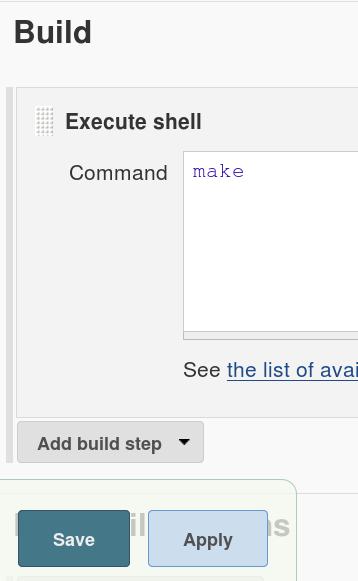 Build
Execute shell
Command
make
See the list of avai
Add build step
Save
Apply